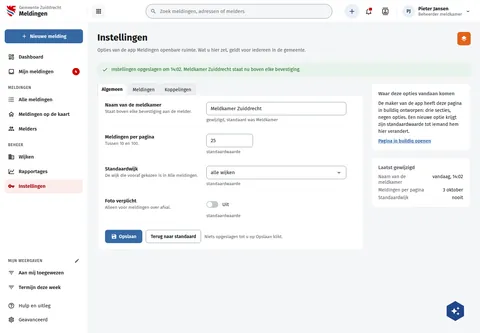 Gemeente Zuiddrecht
Meldingen
Zoek meldingen, adressen of melders
PJ
Pieter Jansen
Beheerder meldkamer
+ Nieuwe melding
Dashboard
Mijn meldingen
MELDINGEN
Alle meldingen
Meldingen op de kaart
Melders
BEHEER
Wijken
Rapportages
Instellingen
MIJN WEERGAVEN
Aan mij toegewezen
Termijn deze week
Hulp en uitleg
Geavanceerd
Instellingen
Opties van de app Meldingen openbare ruimte. Wat u hier zet, geldt voor iedereen in de gemeente.
Instellingen opgeslagen om 14:02. Meldkamer Zuiddrecht staat nu boven elke bevestiging.
Algemeen
Meldingen
Koppelingen
Naam van de meldkamer
Staat boven elke bevestiging aan de melder.
Meldkamer Zuiddrecht
gewijzigd, standaard was Meldkamer
Meldingen per pagina
Tussen 10 en 100.
25
standaardwaarde
Standaardwijk
De wijk die vooraf gekozen is in Alle meldingen.
alle wijken
standaardwaarde
Foto verplicht
Alleen voor meldingen over afval.
Uit
standaardwaarde
Opslaan
Terug naar standaard
Niets opgeslagen tot u op Opslaan klikt.
Waar deze opties vandaan komen
De maker van de app heeft deze pagina in buildiq ontworpen: drie secties, negen opties. Een nieuwe optie krijgt zijn standaardwaarde tot iemand hem hier verandert.
Pagina in buildiq openen
Laatst gewijzigd
Naam van de meldkamer
vandaag, 14:02
Meldingen per pagina
3 oktober
Standaardwijk
nooit